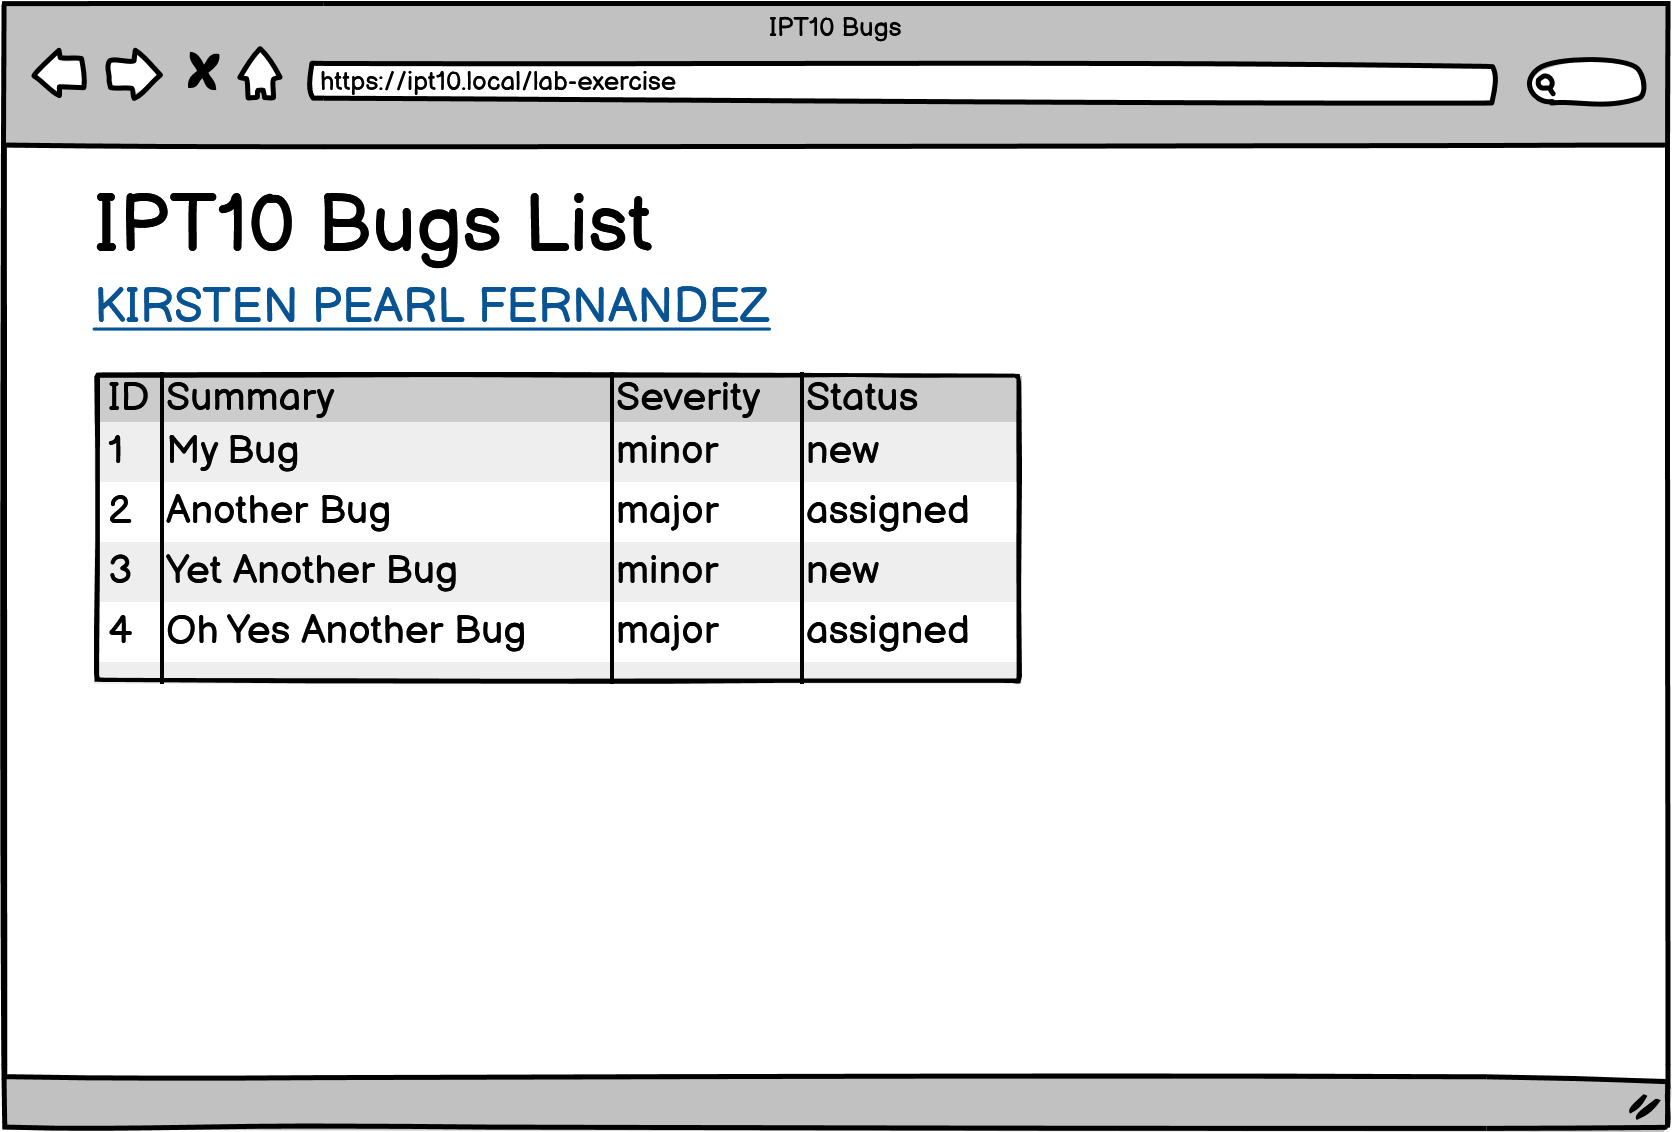 IPT10 Bugs
https://ipt10.local/lab-exercise
IPT10 Bugs List
KIRSTEN PEARL FERNANDEZ
ID Summary Severity Status
1 My Bug minor new
2 Another Bug major assigned
3 Yet Another Bug minor new
4 Oh Yes Another Bug major assigned